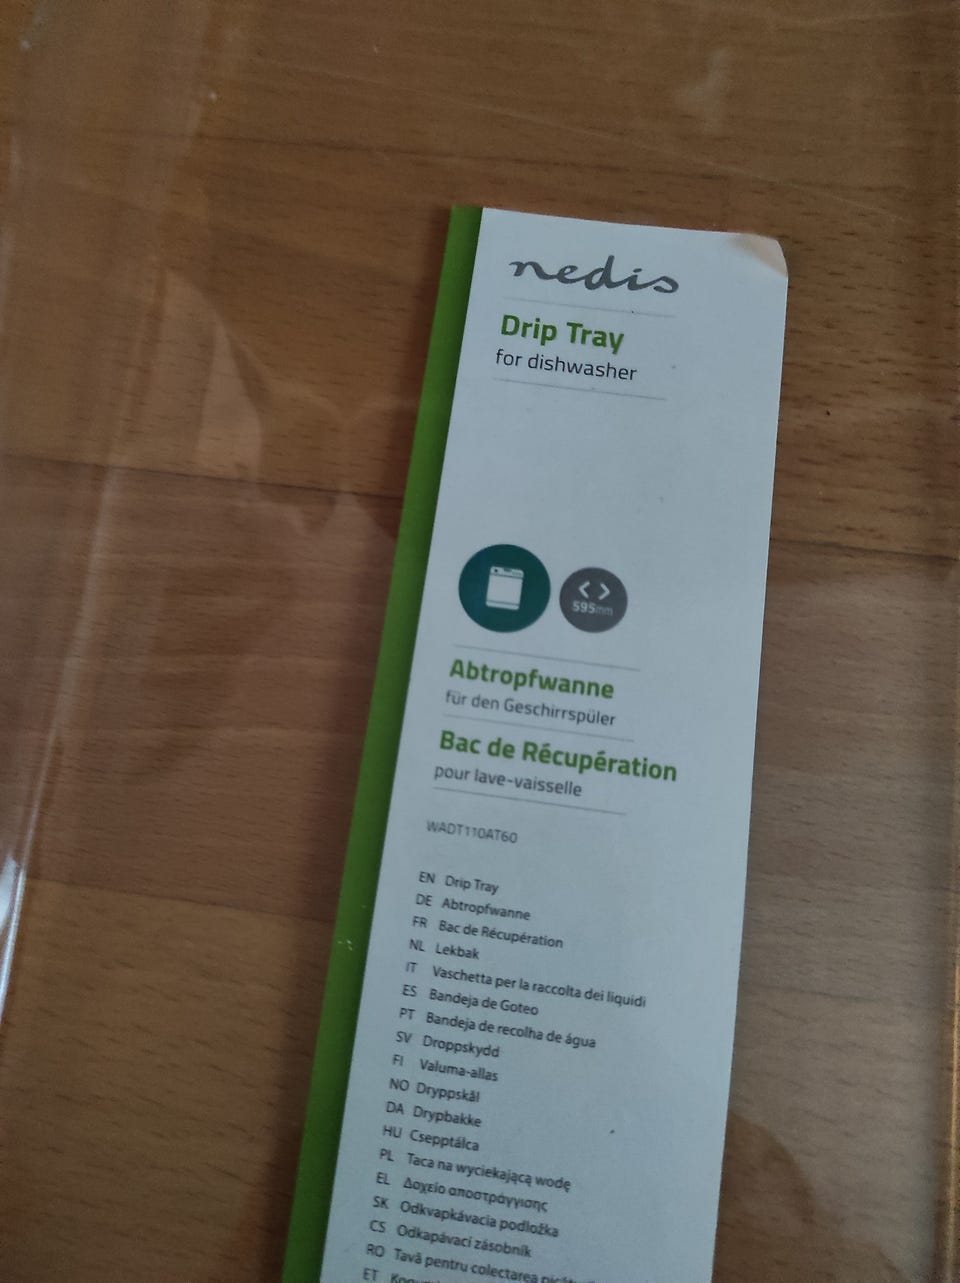 nedis
Drip Tray
for dishwasher
595mm
Abtropfwanne
für den Geschirrspüler
Bac de Récupération
pour lave-vaisselle
WADT110AT60
EN Drip Tray
DE Abtropfwanne
FR Bac de Récupération
NL Lekbak
IT Vaschetta per la raccolta dei liquidi
ES Bandeja de Goteo
PT Bandeja de recolha de água
SV Droppskydd
FI Valuma-allas
NO Dryppskål
DA Drypbakke
HU Csepptálca
PL Taca na wyciekającą wodę
EL Δοχείο αποστράγγισης
SK Odkvapkávacia podložka
CS Odkapávací zásobník
RO Tavă pentru colectarea
ET